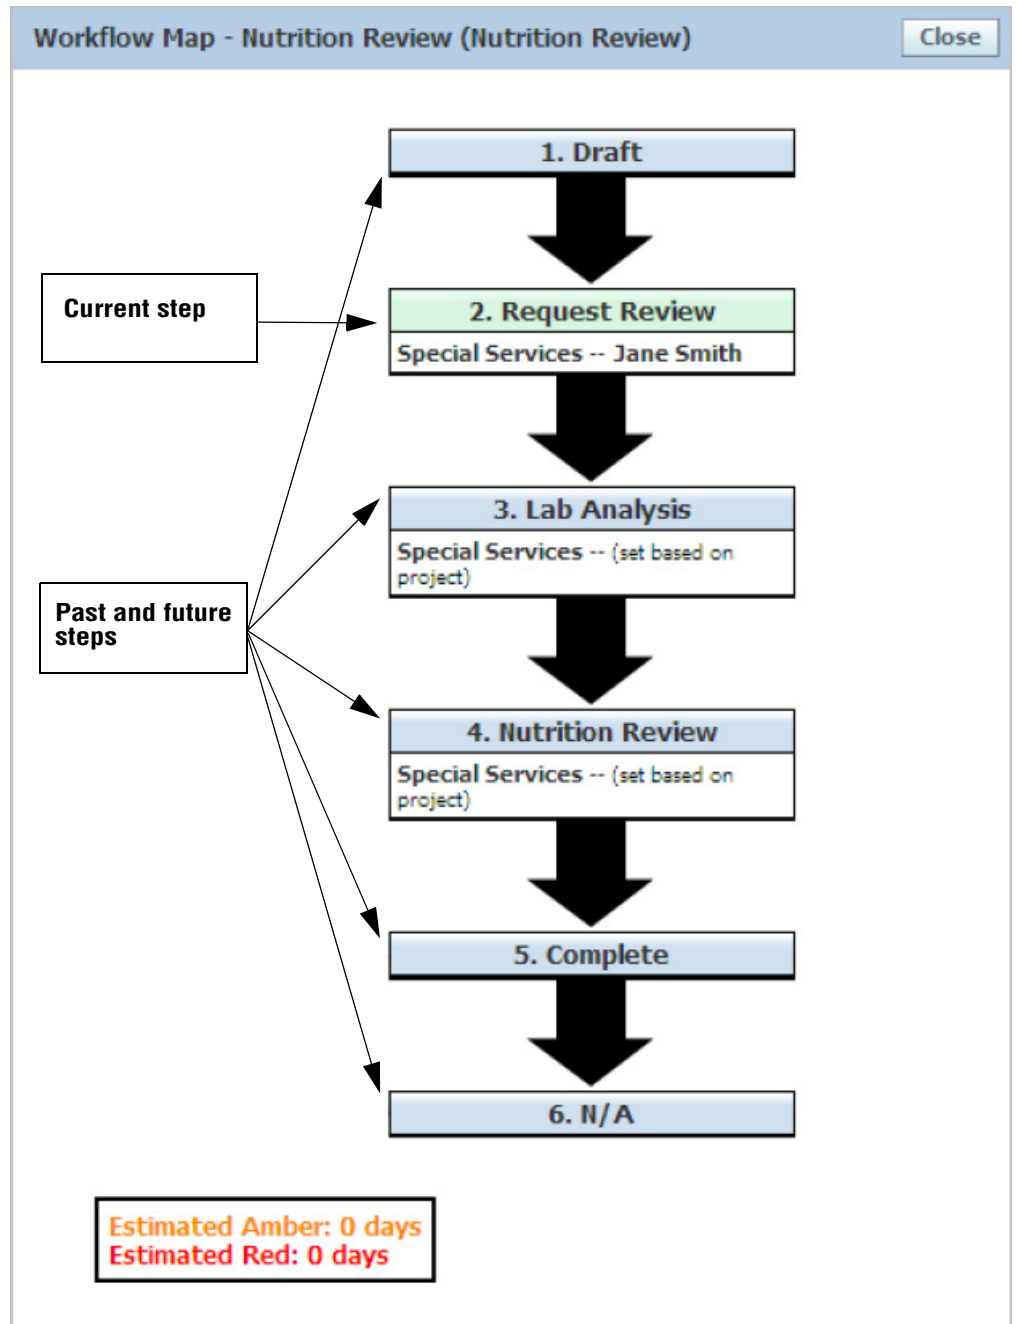 Workflow Map - Nutrition Review (Nutrition Review)
Close
1. Draft
Current step
2. Request Review
Special Services -- Jane Smith
3. Lab Analysis
Special Services -- (set based on
project)
Past and future
steps
4. Nutrition Review
Special Services -- (set based on
project)
5. Complete
6. N/A
Estimated Amber: 0 days
Estimated Red: 0 days